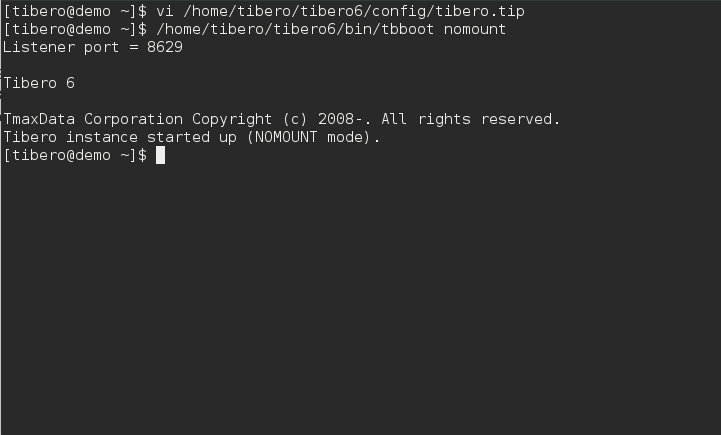 [tibero@demo ~]$ vi /home/tibero/tibero6/config/tibero.tip
[tibero@demo ~]$ /home/tibero/tibero6/bin/tbboot nomount
Listener port = 8629
Tibero 6
TmaxData Corporation Copyright (c) 2008-. All rights reserved.
Tibero instance started up (NOMOUNT mode).
[tibero@demo ~]$